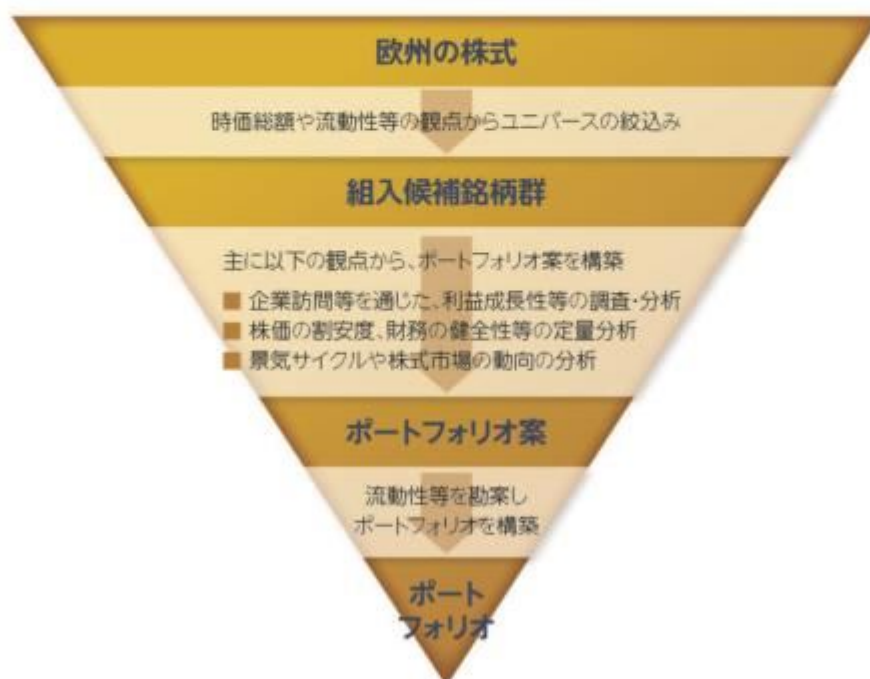 欧州の株式
時価総額や流動性等の観点からユニバースの絞込み
組入候補銘柄群
主に以下の観点から、ポートフォリオ案を構築
■ 企業訪問等を通じた、利益成長性等の調査・分析
■ 株価の割安度、財務の健全性等の定量分析
■ 景気サイクルや株式市場の動向の分析
ポートフォリオ案
流動性等を勘案し
ポートフォリオを構築
ポート
フォリオ